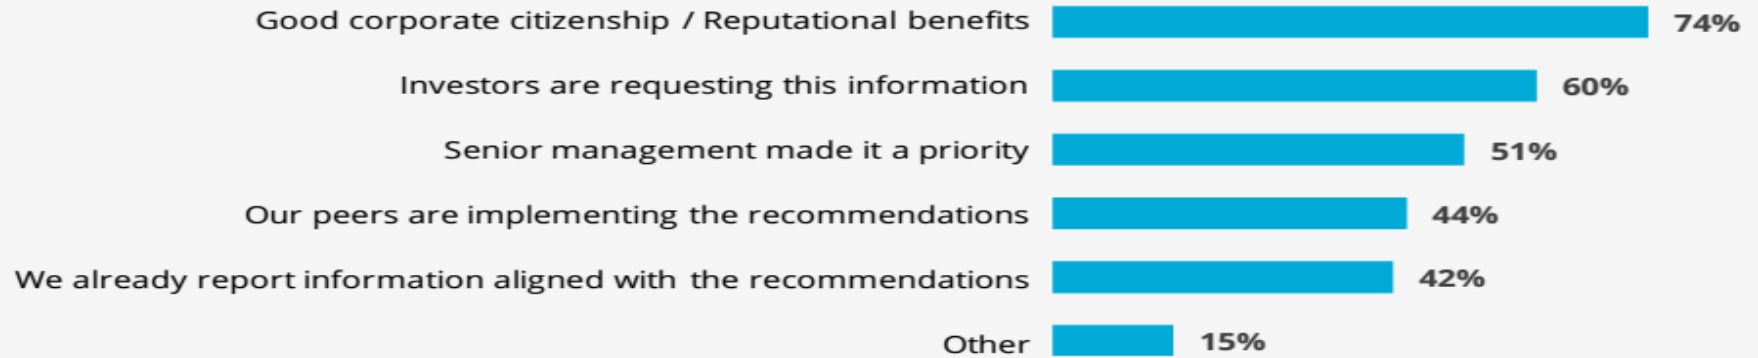 Good corporate citizenship / Reputational benefits 74%
Investors are requesting this information 60%
Senior management made it a priority 51%
Our peers are implementing the recommendations 44%
We already report information aligned with the recommendations 42%
Other 15%